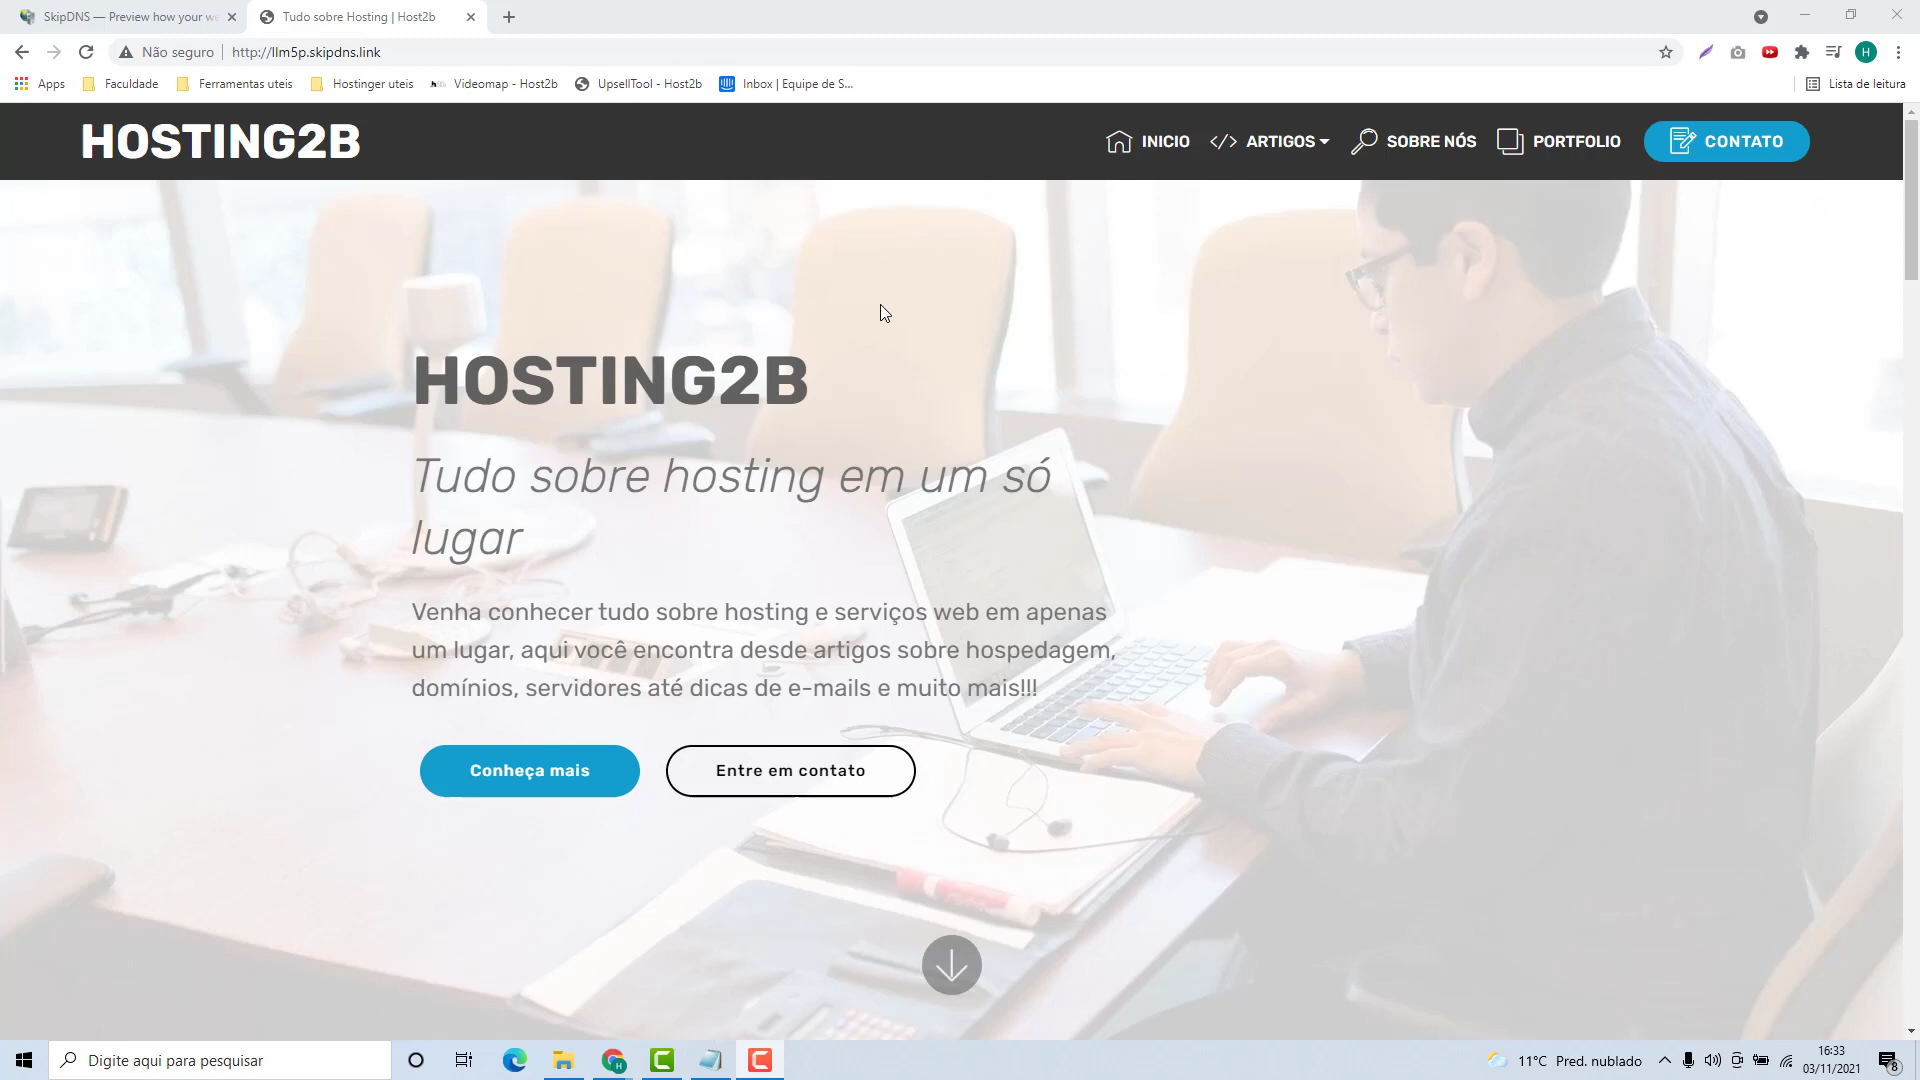 SkipDNS — Preview how your we
Tudo sobre Hosting | Host2b
Não seguro
http://llm5p.skipdns.link
H
Apps
Faculdade
Ferramentas uteis
Hostinger uteis
Videomap - Host2b
UpsellTool - Host2b
Inbox | Equipe de S...
Lista de leitura
HOSTING2B
INICIO
ARTIGOS
SOBRE NÓS
PORTFOLIO
CONTATO
HOSTING2B
Tudo sobre hosting em um só
lugar
Venha conhecer tudo sobre hosting e serviços web em apenas
um lugar, aqui você encontra desde artigos sobre hospedagem,
domínios, servidores até dicas de e-mails e muito mais!!!
Conheça mais
Entre em contato
Digite aqui para pesquisar
11°C Pred. nublado
16:33
03/11/2021
8